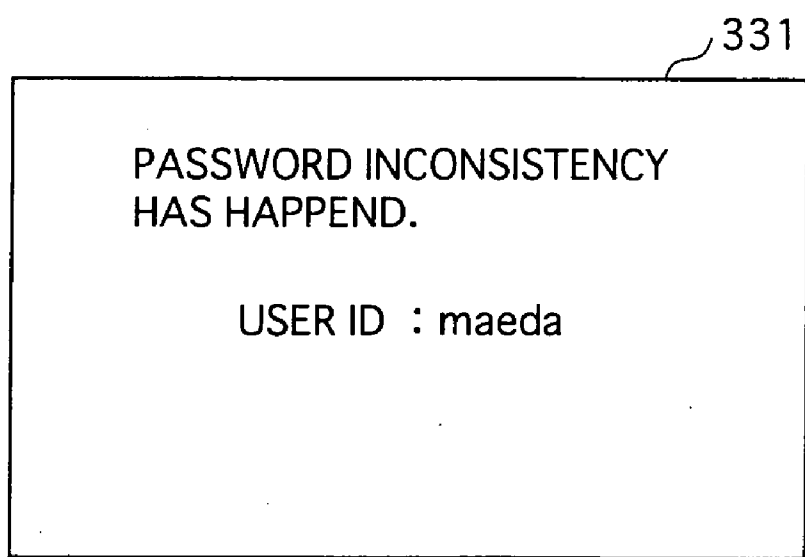 331
PASSWORD INCONSISTENCY
HAS HAPPEND.
USER ID : maeda